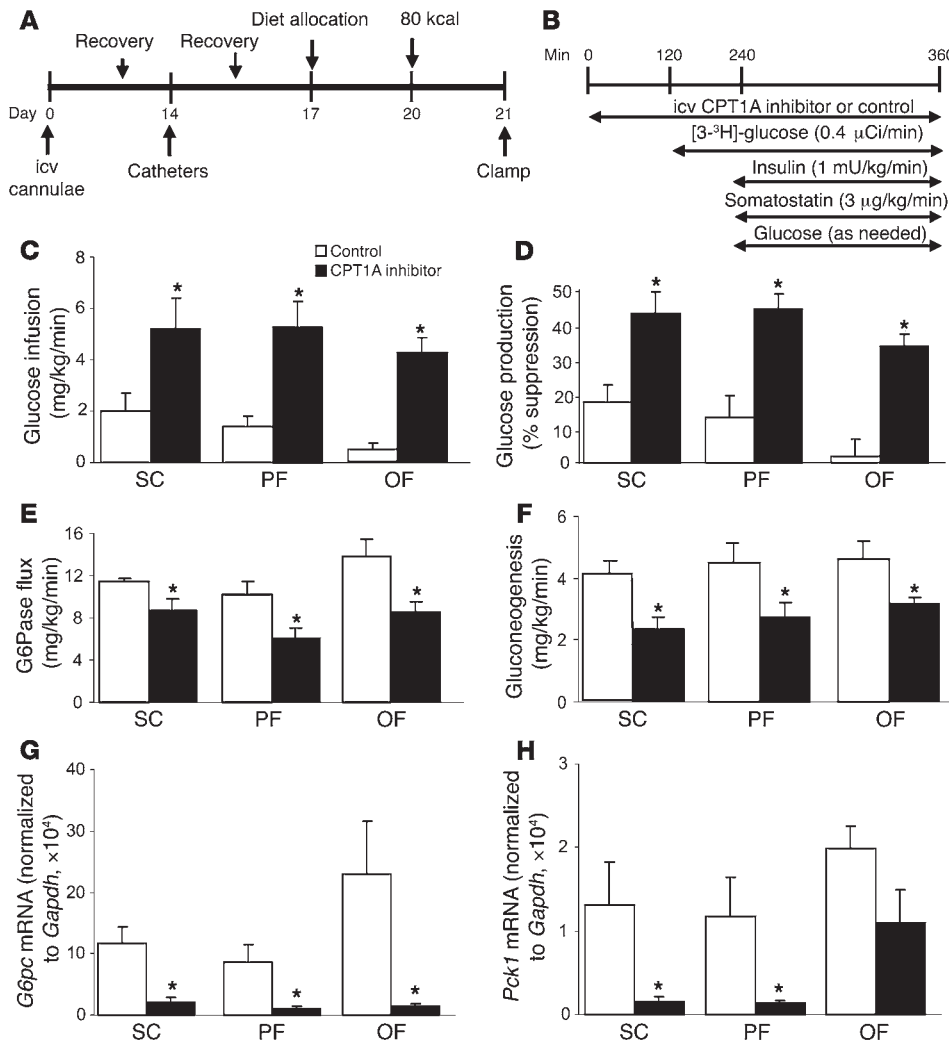 A
Recovery
Recovery
Diet allocation
80 kcal
Day 0 14 17 20 21
icv
cannulae
Catheters
Clamp
B
Min 0 120 240 360
icv CPT1A inhibitor or control
[3-³H]-glucose (0.4 μCi/min)
Insulin (1 mU/kg/min)
Somatostatin (3 μg/kg/min)
Glucose (as needed)
C
Control
CPT1A inhibitor
Glucose infusion
(mg/kg/min)
8
6
4
2
0
* * *
SC PF OF
D
Glucose production
(% suppression)
50
40
30
20
10
0
* * *
SC PF OF
E
G6Pase flux
(mg/kg/min)
16
12
8
4
0
* * *
SC PF OF
F
Gluconeogenesis
(mg/kg/min)
6
4
2
0
* * *
SC PF OF
G
G6pc mRNA (normalized
to Gapdh, ×10⁴)
40
30
20
10
0
* * *
SC PF OF
H
Pck1 mRNA (normalized
to Gapdh, ×10⁴)
3
2
1
0
* *
SC PF OF